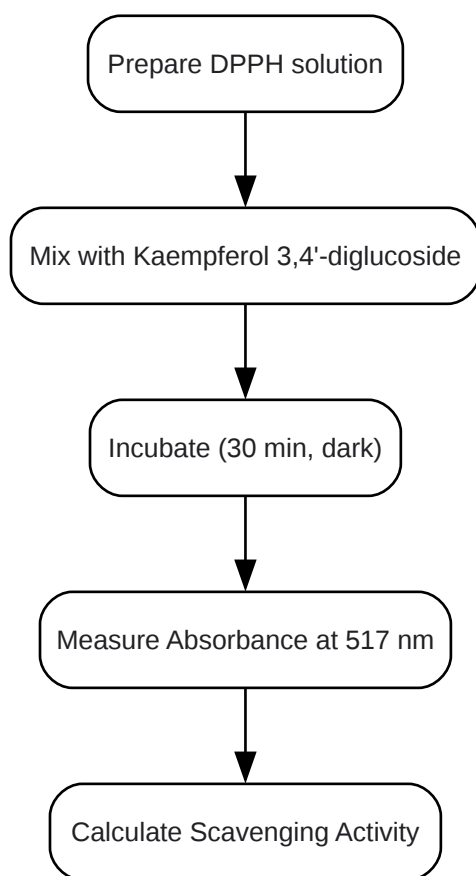 Prepare DPPH solution
Mix with Kaempferol 3,4'-diglucoside
Incubate (30 min, dark)
Measure Absorbance at 517 nm
Calculate Scavenging Activity